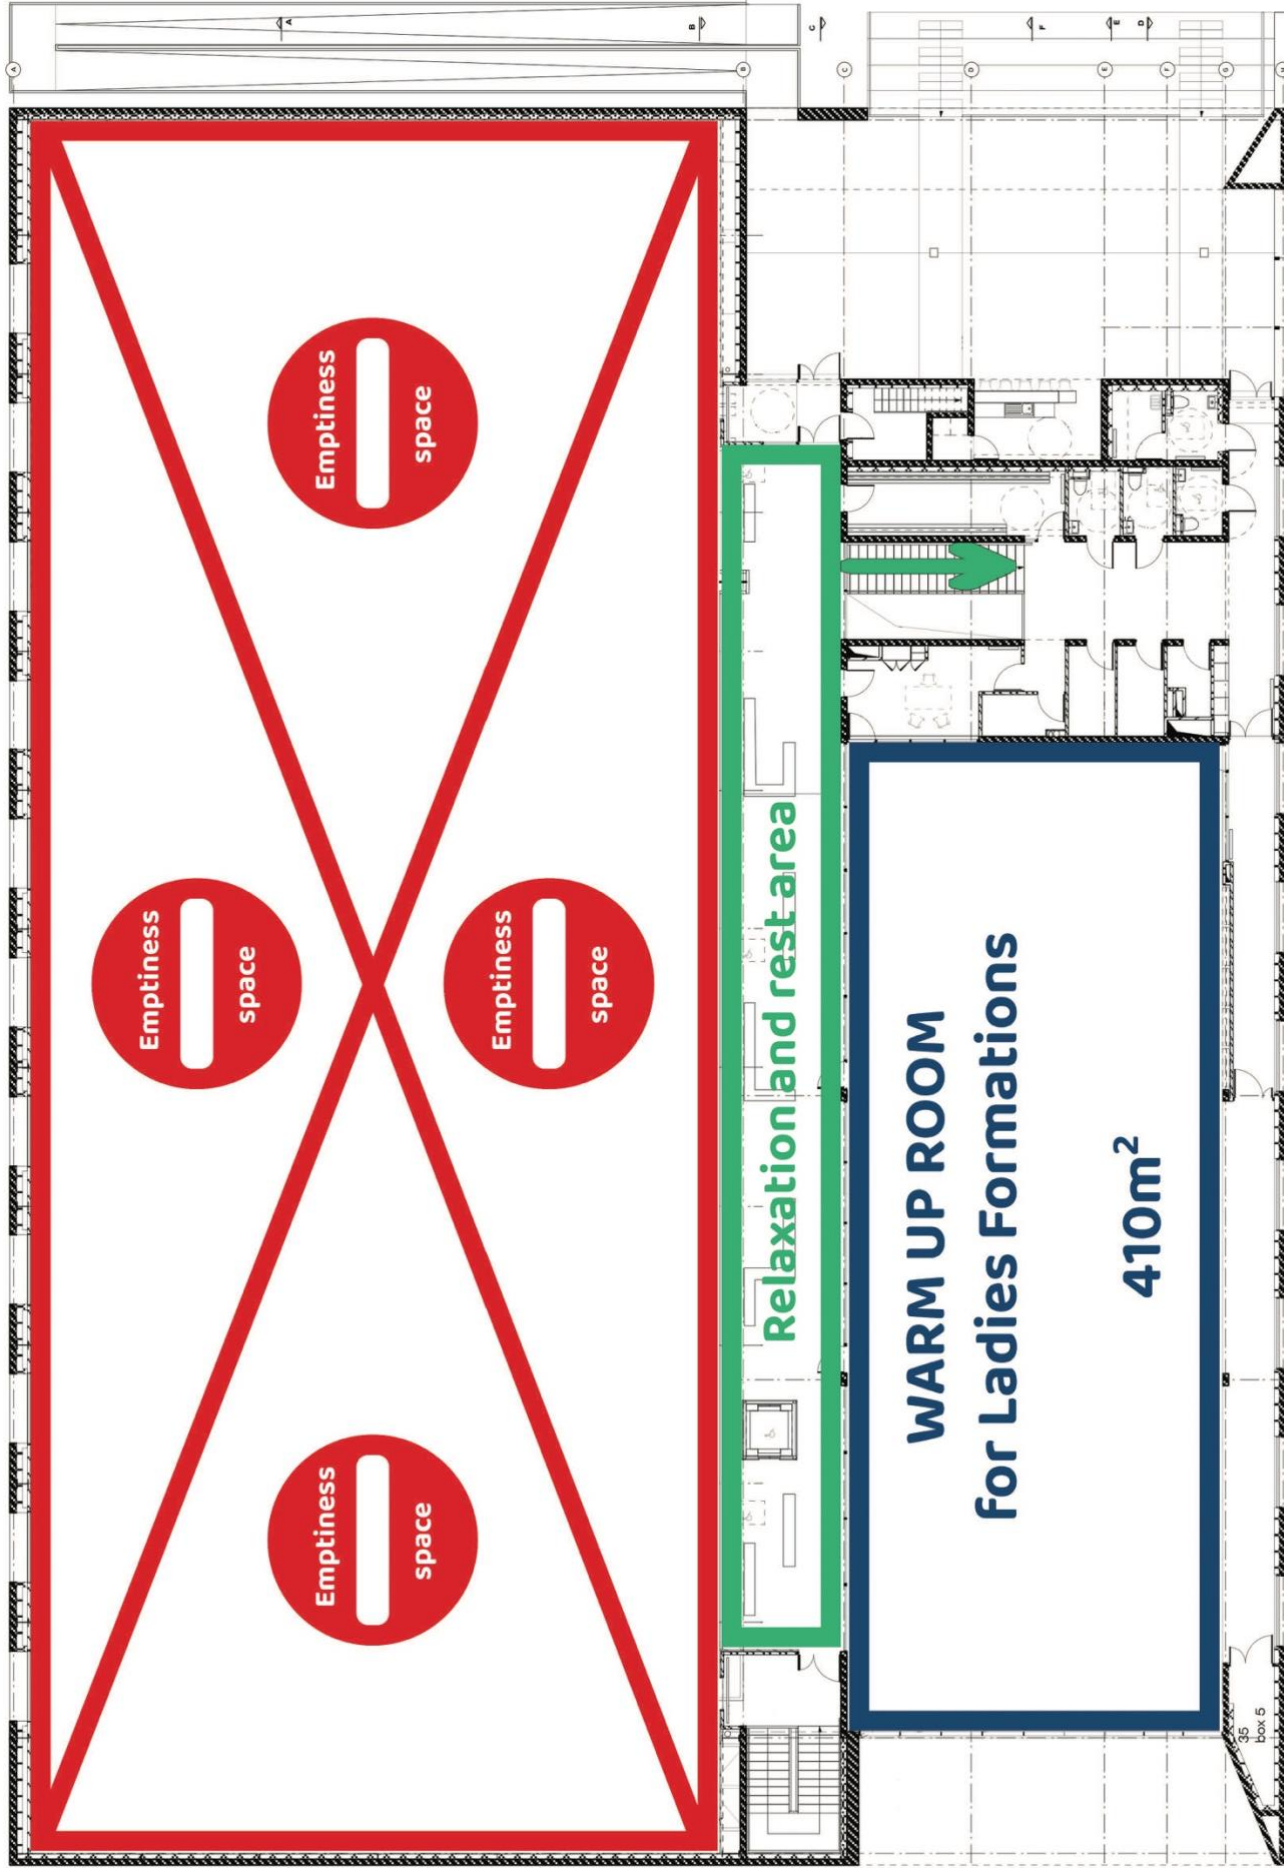 Emptiness
space
Emptiness
space
Emptiness
space
Emptiness
space
Relaxation and rest area
WARM UP ROOM
for Ladies Formations
410m²
35
box 5
A
B
C
D
E
F
G
A
B
C
F
E
D